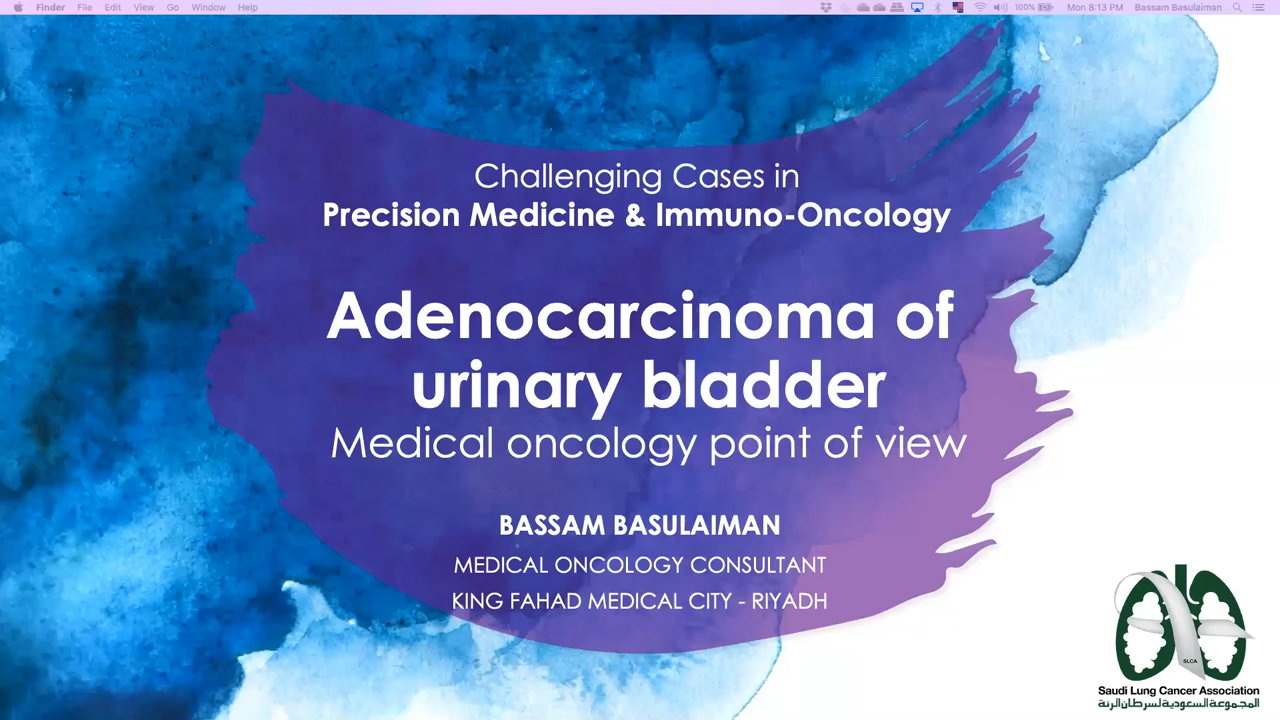 Finder File Edit View Go Window Help 100% Mon 8:13 PM Bassam Basulaiman
Challenging Cases in
Precision Medicine & Immuno-Oncology
Adenocarcinoma of
urinary bladder
Medical oncology point of view
BASSAM BASULAIMAN
MEDICAL ONCOLOGY CONSULTANT
KING FAHAD MEDICAL CITY - RIYADH
SLCA
Saudi Lung Cancer Association
المجموعة السعودية لسرطان الرئة